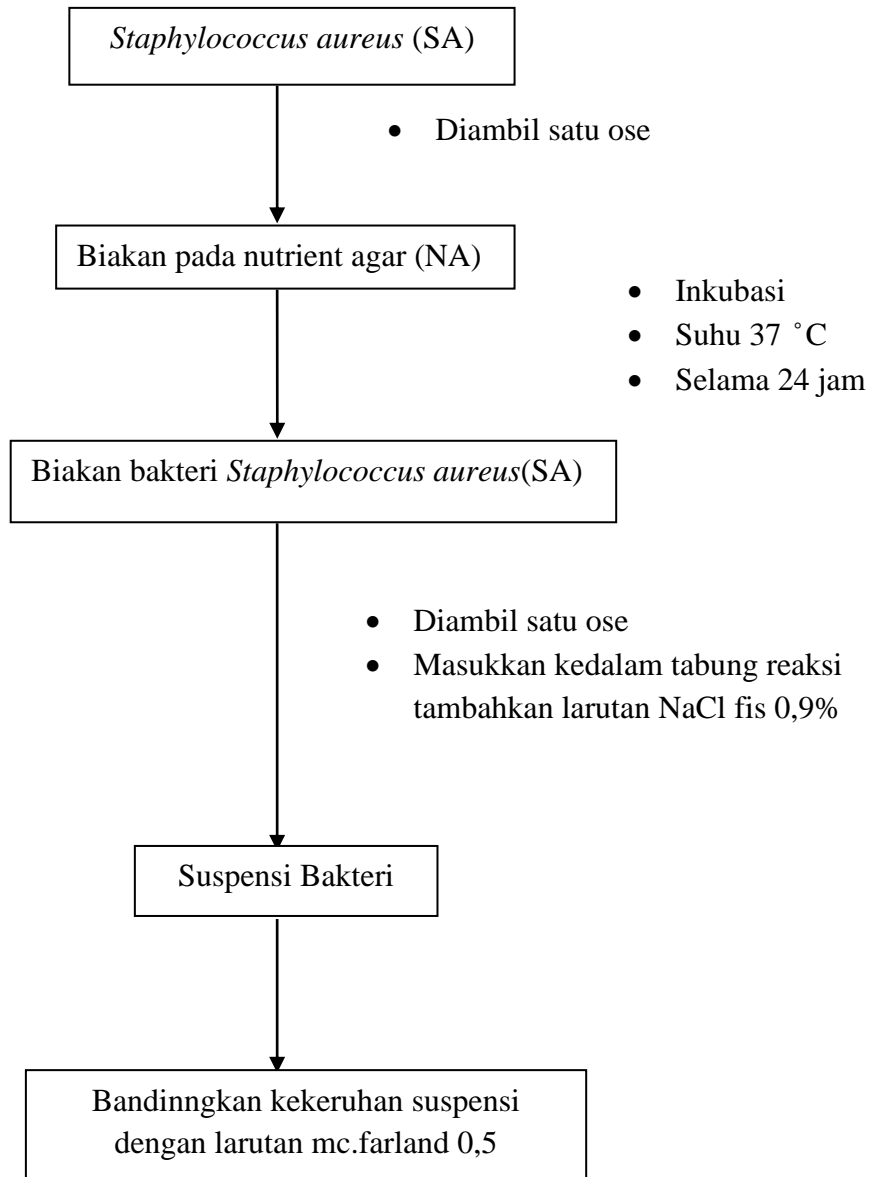 Staphylococcus aureus (SA)
• Diambil satu ose
Biakan pada nutrient agar (NA)
• Inkubasi
• Suhu 37 ˚C
• Selama 24 jam
Biakan bakteri Staphylococcus aureus(SA)
• Diambil satu ose
• Masukkan kedalam tabung reaksi
tambahkan larutan NaCl fis 0,9%
Suspensi Bakteri
Bandinngkan kekeruhan suspensi
dengan larutan mc.farland 0,5